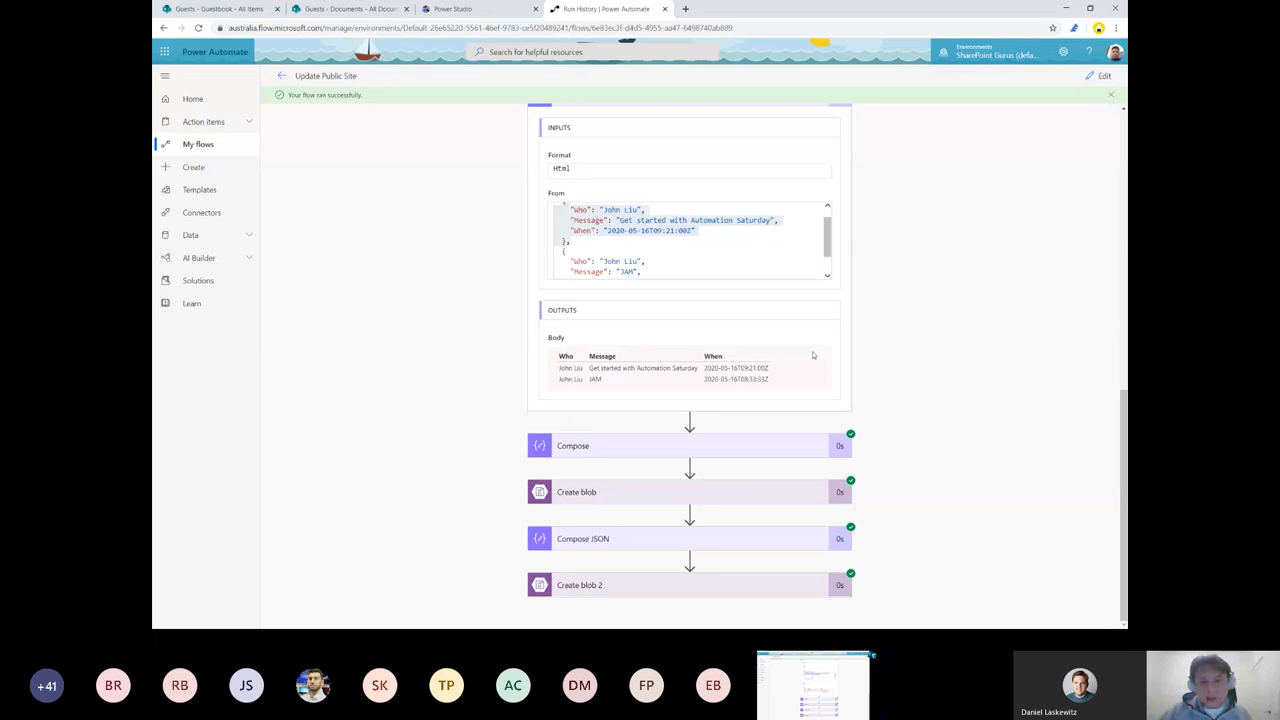 Guests - Guestbook - All Items
Guests - Documents - All Docum
Power Studio
Run History | Power Automate
australia.flow.microsoft.com/manage/environments/Default-26e65220-5561-46ef-9783-ce5f20489241/flows/6e83ec3f-d4d5-4955-aa47-6498740ab889
Power Automate
Search for helpful resources
Environments
SharePoint Gurus (defa...
Update Public Site
Edit
Your flow ran successfully.
Home
Action items
My flows
Create
Templates
Connectors
Data
AI Builder
Solutions
Learn
INPUTS
Format
Html
From
"Who": "John Liu",
"Message": "Get started with Automation Saturday",
"When": "2020-05-16T09:21:00Z"
},
{
"Who": "John Liu",
"Message": "JAM",
OUTPUTS
Body
Who Message When
John Liu Get started with Automation Saturday 2020-05-16T09:21:00Z
John Liu JAM 2020-05-16T08:33:33Z
Compose 0s
Create blob 0s
Compose JSON 0s
Create blob 2 0s
+41
BR
RB
JS
SK
TP
AC
DM
FP
EB
Daniel Laskewitz